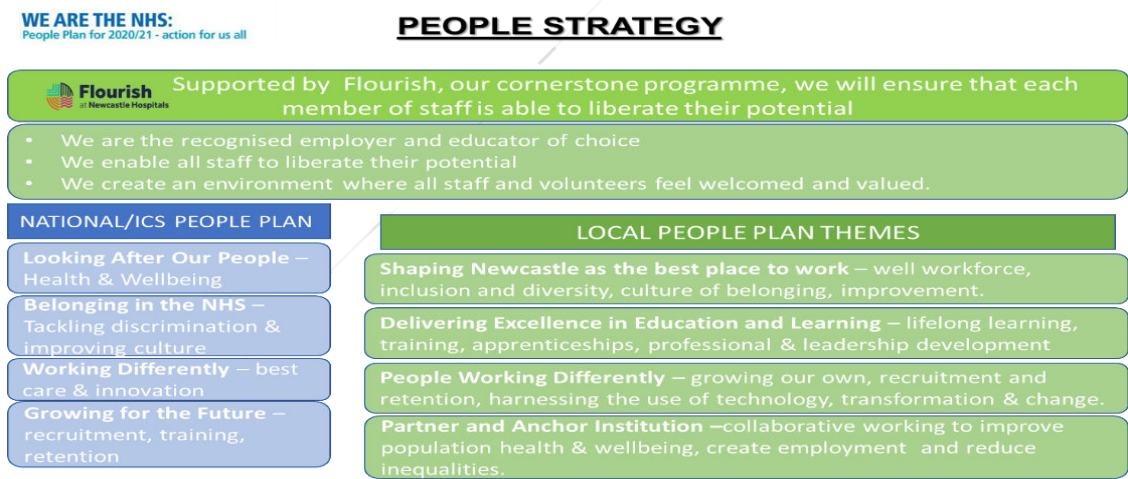 WE ARE THE NHS:
People Plan for 2020/21 - action for us all
PEOPLE STRATEGY
Flourish
at Newcastle Hospitals
Supported by Flourish, our cornerstone programme, we will ensure that each
member of staff is able to liberate their potential
• We are the recognised employer and educator of choice
• We enable all staff to liberate their potential
• We create an environment where all staff and volunteers feel welcomed and valued.
NATIONAL/ICS PEOPLE PLAN
Looking After Our People –
Health & Wellbeing
Belonging in the NHS –
Tackling discrimination &
improving culture
Working Differently – best
care & innovation
Growing for the Future –
recruitment, training,
retention
LOCAL PEOPLE PLAN THEMES
Shaping Newcastle as the best place to work – well workforce,
inclusion and diversity, culture of belonging, improvement.
Delivering Excellence in Education and Learning – lifelong learning,
training, apprenticeships, professional & leadership development
People Working Differently – growing our own, recruitment and
retention, harnessing the use of technology, transformation & change.
Partner and Anchor Institution –collaborative working to improve
population health & wellbeing, create employment and reduce
inequalities.